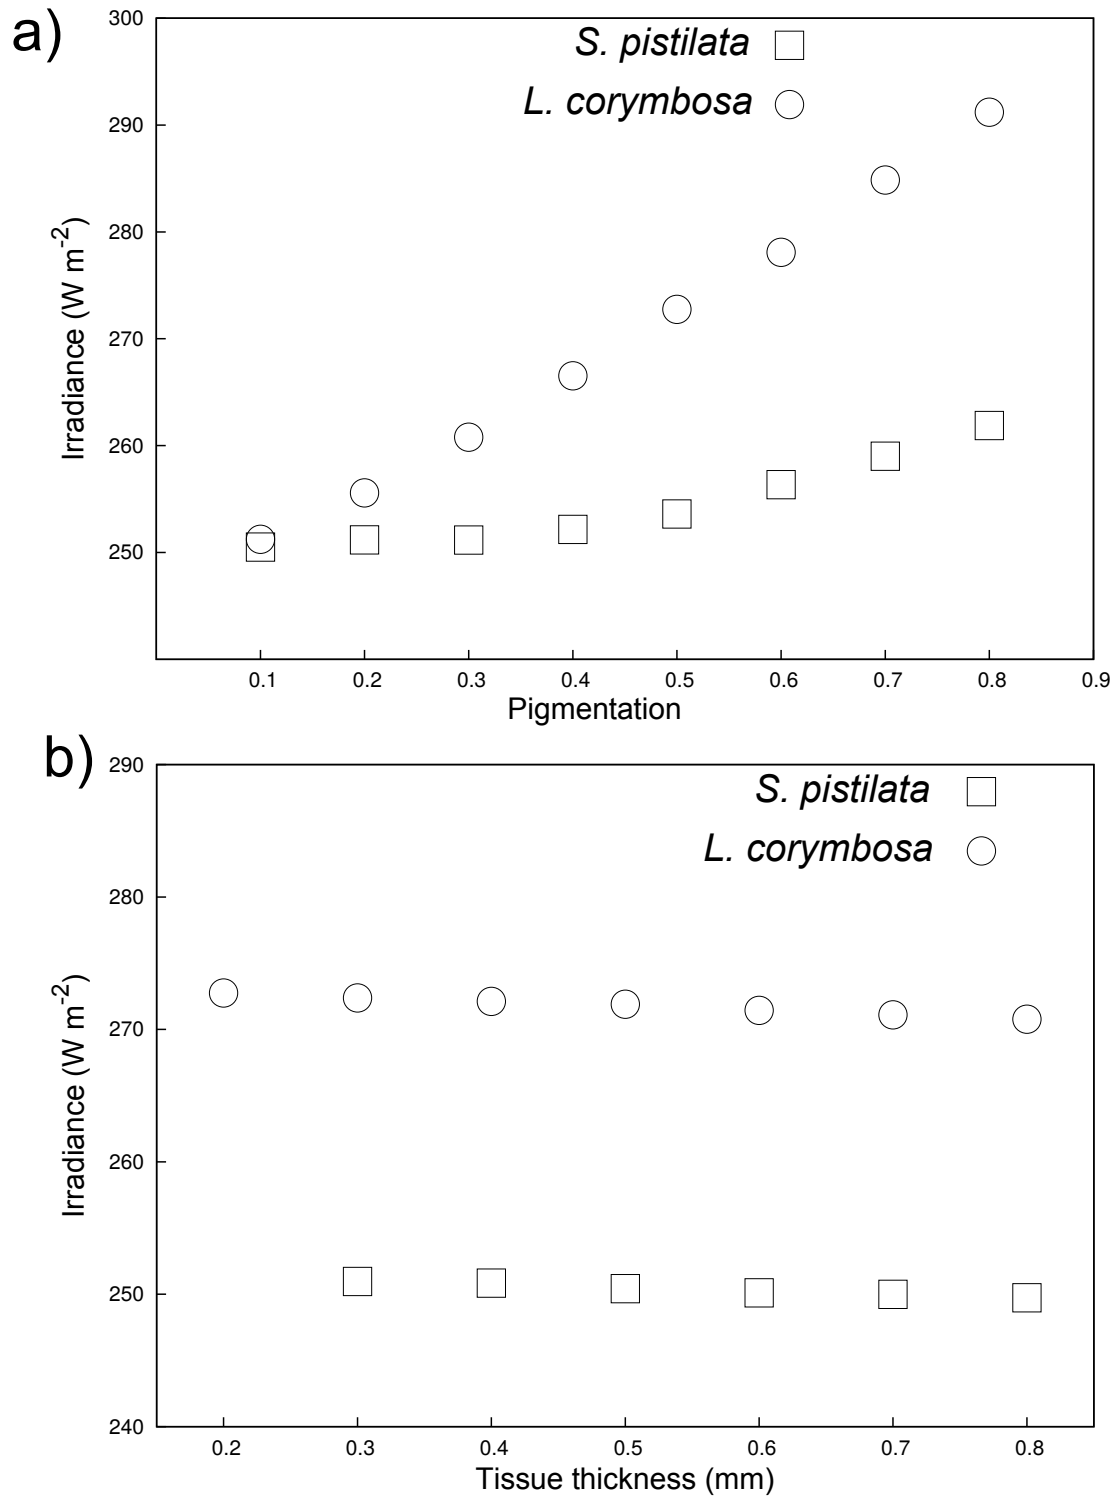 a)
300
S. pistilata
L. corymbosa
290
280
270
260
250
Irradiance (W m-2)
0.1 0.2 0.3 0.4 0.5 0.6 0.7 0.8 0.9
Pigmentation
b)
290
S. pistilata
L. corymbosa
280
270
260
250
240
Irradiance (W m-2)
0.2 0.3 0.4 0.5 0.6 0.7 0.8
Tissue thickness (mm)